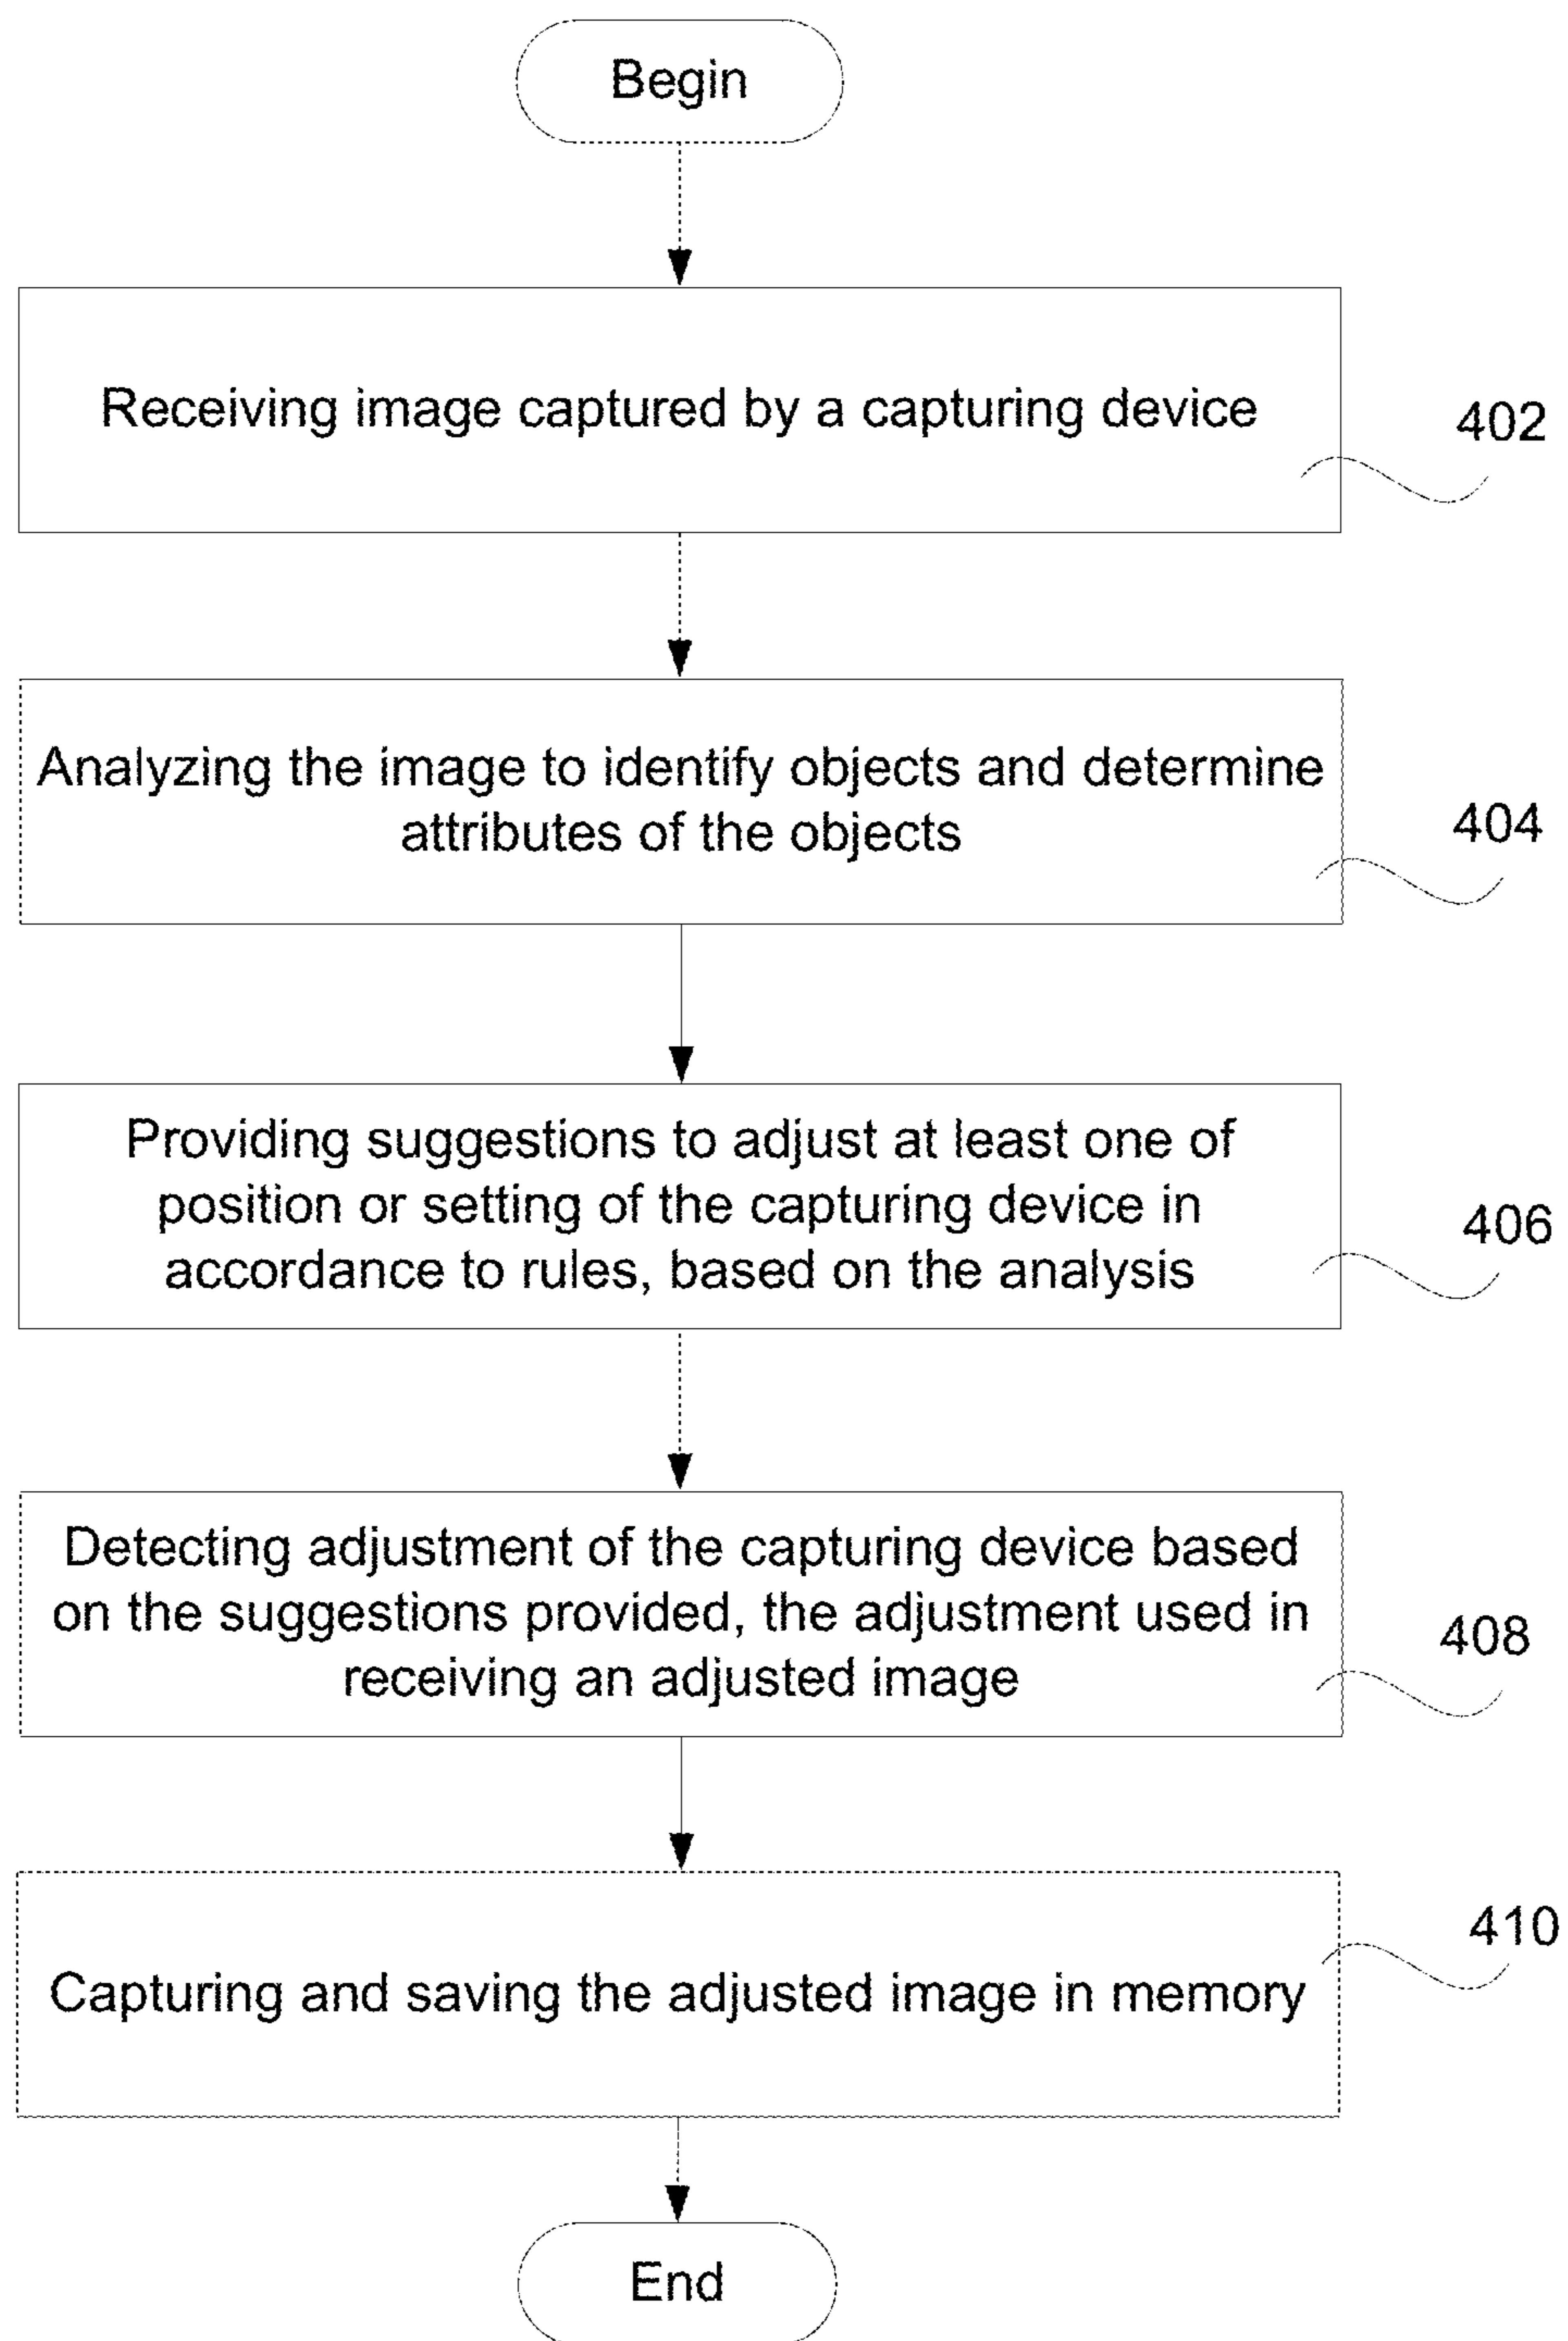 Begin
Receiving image captured by a capturing device
402
Analyzing the image to identify objects and determine
attributes of the objects
404
Providing suggestions to adjust at least one of
position or setting of the capturing device in
accordance to rules, based on the analysis
406
Detecting adjustment of the capturing device based
on the suggestions provided, the adjustment used in
receiving an adjusted image
408
Capturing and saving the adjusted image in memory
410
End